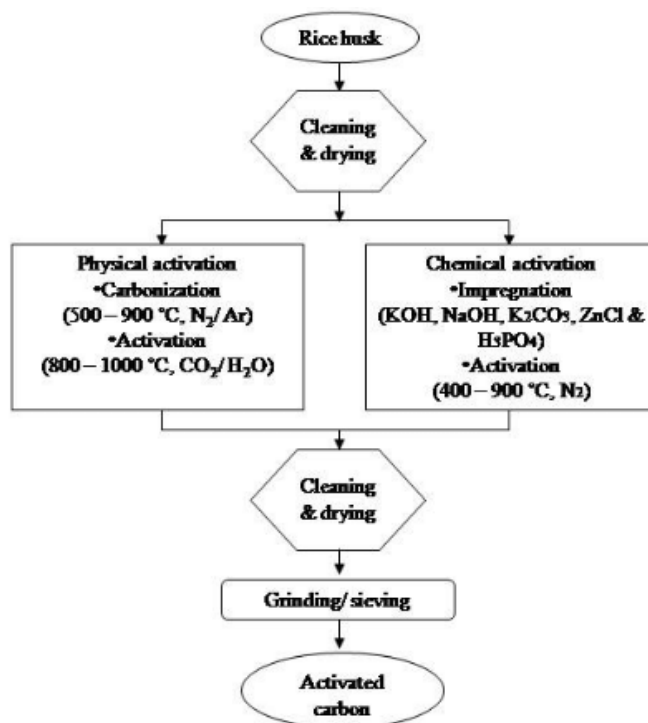 Rice husk
Cleaning
& drying
Physical activation
•Carbonization
(500 – 900 °C, N₂/Ar)
•Activation
(800 – 1000 °C, CO₂/H₂O)
Chemical activation
•Impregnation
(KOH, NaOH, K₂CO₃, ZnCl &
H₃PO₄)
•Activation
(400 – 900 °C, N₂)
Cleaning
& drying
Grinding/ sieving
Activated
carbon